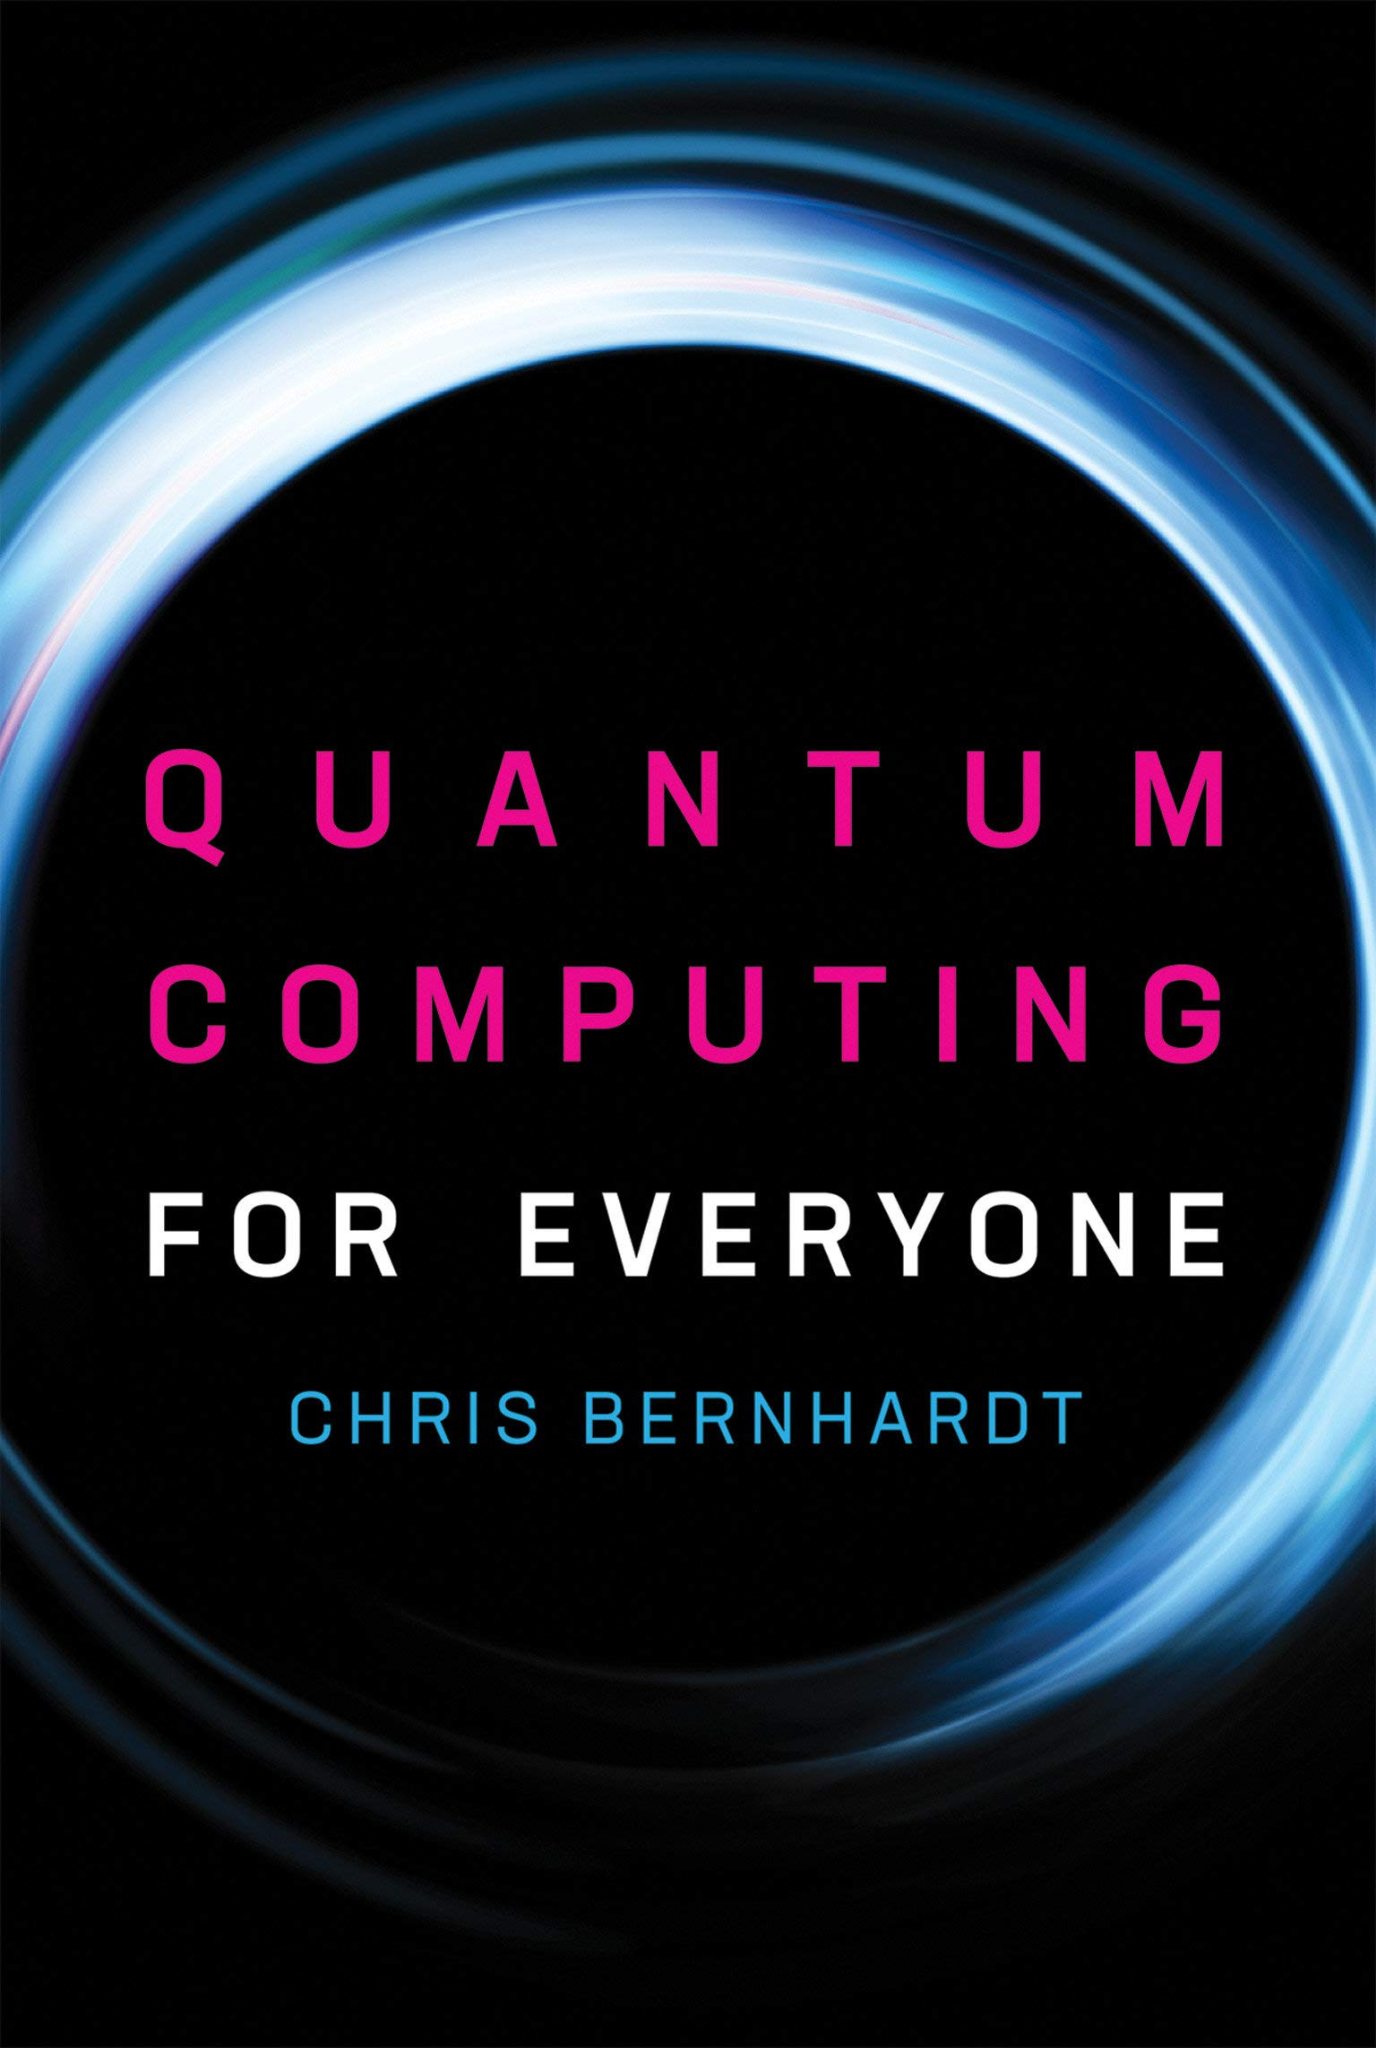 QUANTUM
COMPUTING
FOR EVERYONE
CHRIS BERNHARDT